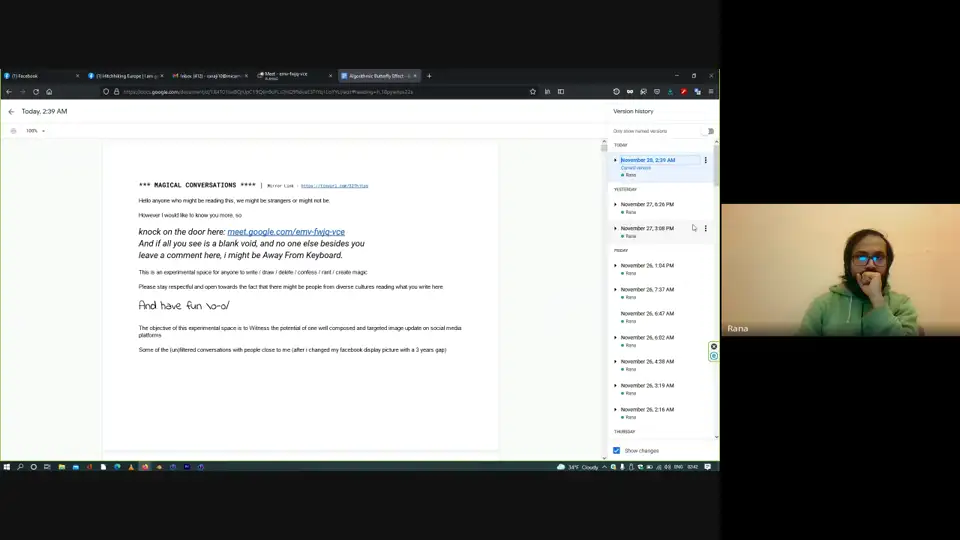 (1) Facebook
Meet - emv-fwjq-vce
Algorithmic Butterfly Effect -
Today, 2:39 AM
Version history
100%
Only show named versions
TODAY
November 28, 2:39 AM
Current version
Rana
YESTERDAY
November 27, 6:26 PM
Rana
November 27, 3:08 PM
Rana
FRIDAY
November 26, 1:04 PM
Rana
November 26, 7:37 AM
Rana
November 26, 6:47 AM
Rana
November 26, 6:02 AM
Rana
November 26, 4:38 AM
Rana
November 26, 3:19 AM
Rana
November 26, 2:16 AM
Rana
THURSDAY
Show changes
*** MAGICAL CONVERSATIONS **** | Mirror Link -
Hello anyone who might be reading this, we might be strangers or might not be.
However I would like to know you more, so
knock on the door here: meet.google.com/emv-fwjq-vce
And if all you see is a blank void, and no one else besides you
leave a comment here, i might be Away From Keyboard.
This is an experimental space for anyone to write / draw / delete / confess / rant / create magic
Please stay respectful and open towards the fact that there might be people from diverse cultures reading what you write here.
And have fun \o-o/
The objective of this experimental space is to Witness the potential of one well composed and targeted image update on social media
platforms
Some of the (un)filtered conversations with people close to me (after i changed my facebook display picture with a 3 years gap)
Rana
34°F Cloudy
ENG
02:42